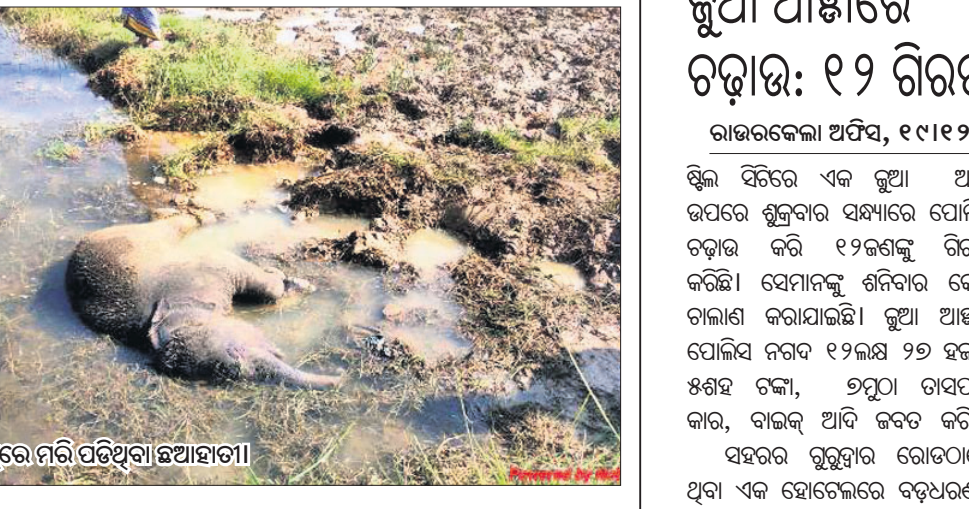 ରେ ମରି ପଡିଥିବା ଛଆହାତୀ।
ଜୁଆ ଆଡ୍ଡାରେ
ଚଢ଼ାଉ: ୧୨ ଗିରଫ
ରାଉରକେଲା ଅଫିସ, ୧୯।୧୨
ଷ୍ଟିଲ ସିଟିରେ ଏକ ଜୁଆ ଆ
ଉପରେ ଶୁକ୍ରବାର ସନ୍ଧ୍ୟାରେ ପୋଲି
ଚଢ଼ାଉ କରି ୧୨ଜଣଙ୍କୁ ଗିର
କରିଛି। ସେମାନଙ୍କୁ ଶନିବାର କୋ
ଚାଲାଣ କରାଯାଇଛି। ଜୁଆ ଆଡ୍ଡ
ପୋଲିସ ନଗଦ ୧୨ଲକ୍ଷ ୨୭ ହଜା
୫ଶହ ଟଙ୍କା, ୭ମୁଠା ତାସପ
କାର, ବାଇକ୍ ଆଦି ଜବତ କରି
ସହରର ଗୁରୁଦ୍ୱାର ରୋଡଠା
ଥିବା ଏକ ହୋଟେଲରେ ବଡ଼ଧରଣ